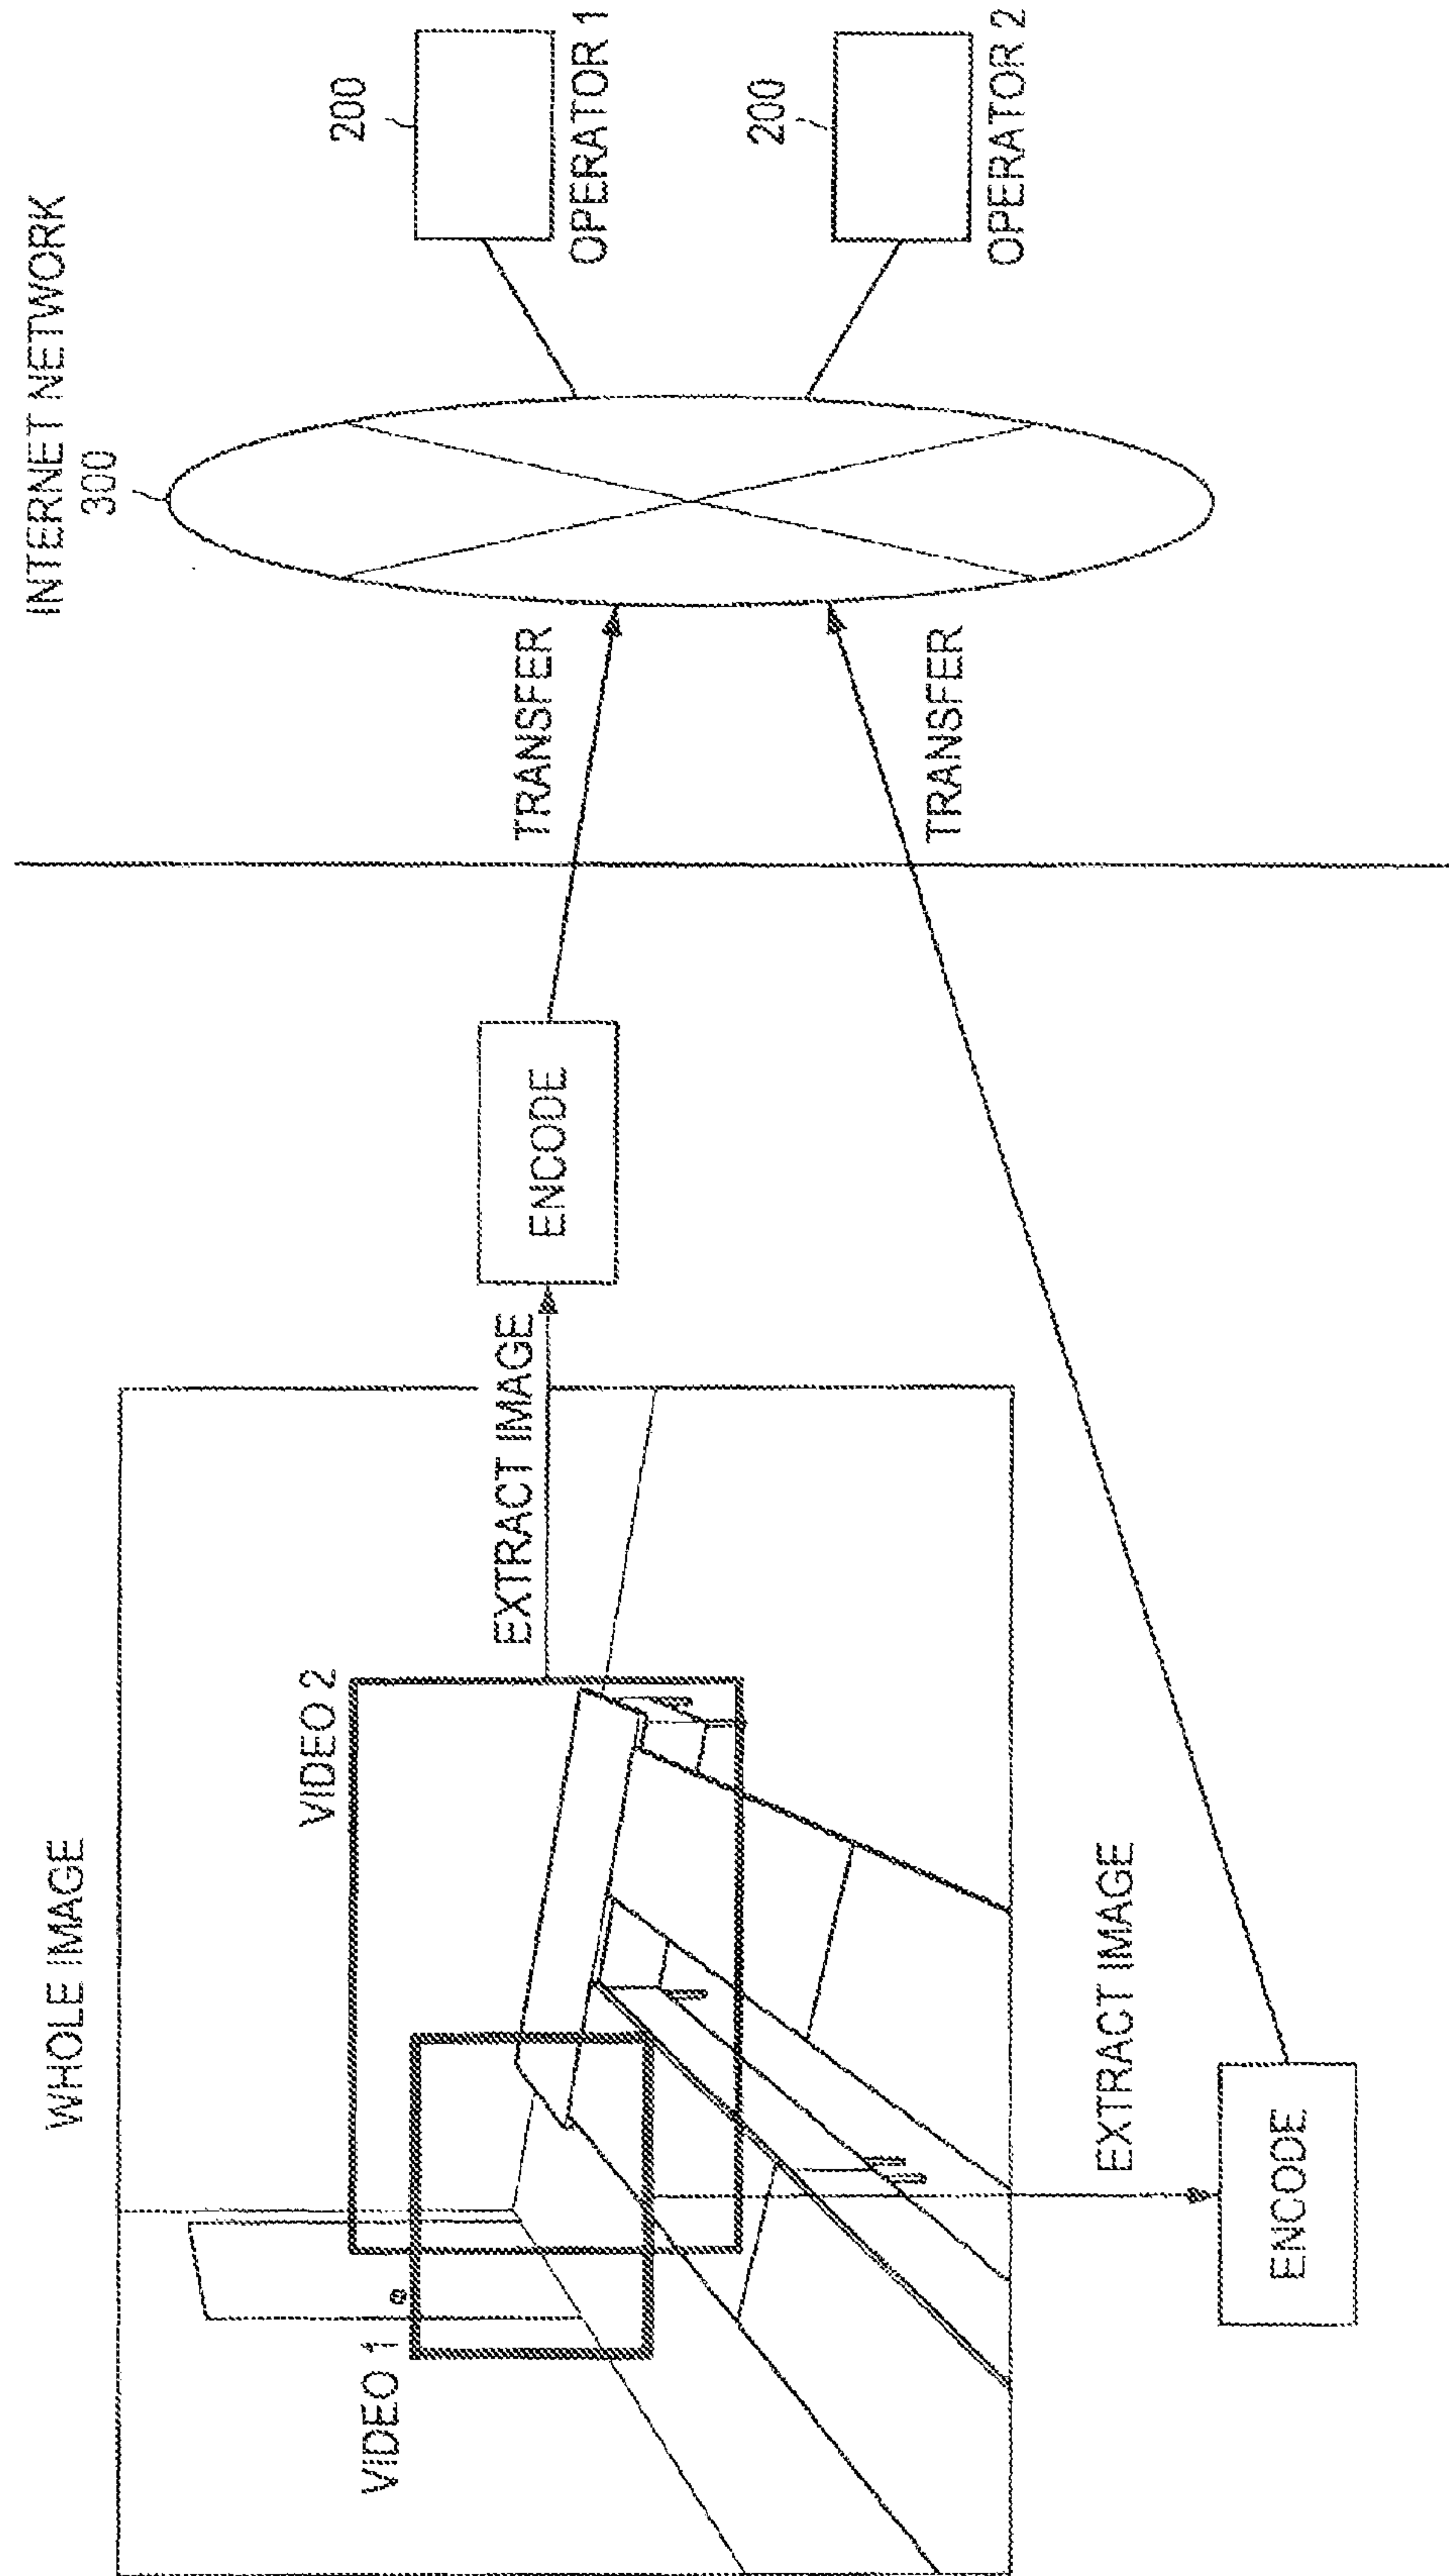 WHOLE IMAGE
VIDEO 1
VIDEO 2
EXTRACT IMAGE
ENCODE
EXTRACT IMAGE
ENCODE
TRANSFER
TRANSFER
INTERNET NETWORK
300
200
OPERATOR 1
200
OPERATOR 2